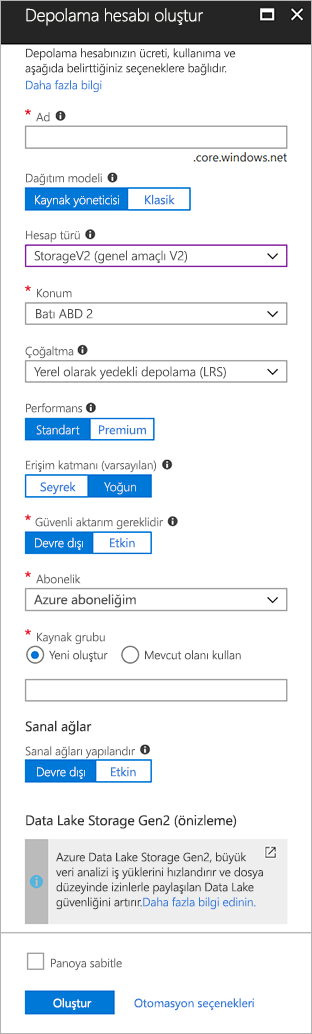 Depolama hesabı oluştur
Depolama hesabınızın ücreti, kullanıma ve
aşağıda belirttiğiniz seçeneklere bağlıdır.
Daha fazla bilgi
* Ad
.core.windows.net
Dağıtım modeli
Kaynak yöneticisi Klasik
Hesap türü
StorageV2 (genel amaçlı V2)
* Konum
Batı ABD 2
Çoğaltma
Yerel olarak yedekli depolama (LRS)
Performans
Standart Premium
Erişim katmanı (varsayılan)
Seyrek Yoğun
* Güvenli aktarım gereklidir
Devre dışı Etkin
* Abonelik
Azure aboneliğim
* Kaynak grubu
Yeni oluştur Mevcut olanı kullan
Sanal ağlar
Sanal ağları yapılandır
Devre dışı Etkin
Data Lake Storage Gen2 (önizleme)
Azure Data Lake Storage Gen2, büyük
veri analizi iş yüklerini hızlandırır ve dosya
düzeyinde izinlerle paylaşılan Data Lake
güvenliğini artırır.Daha fazla bilgi edinin.
Panoya sabitle
Oluştur Otomasyon seçenekleri